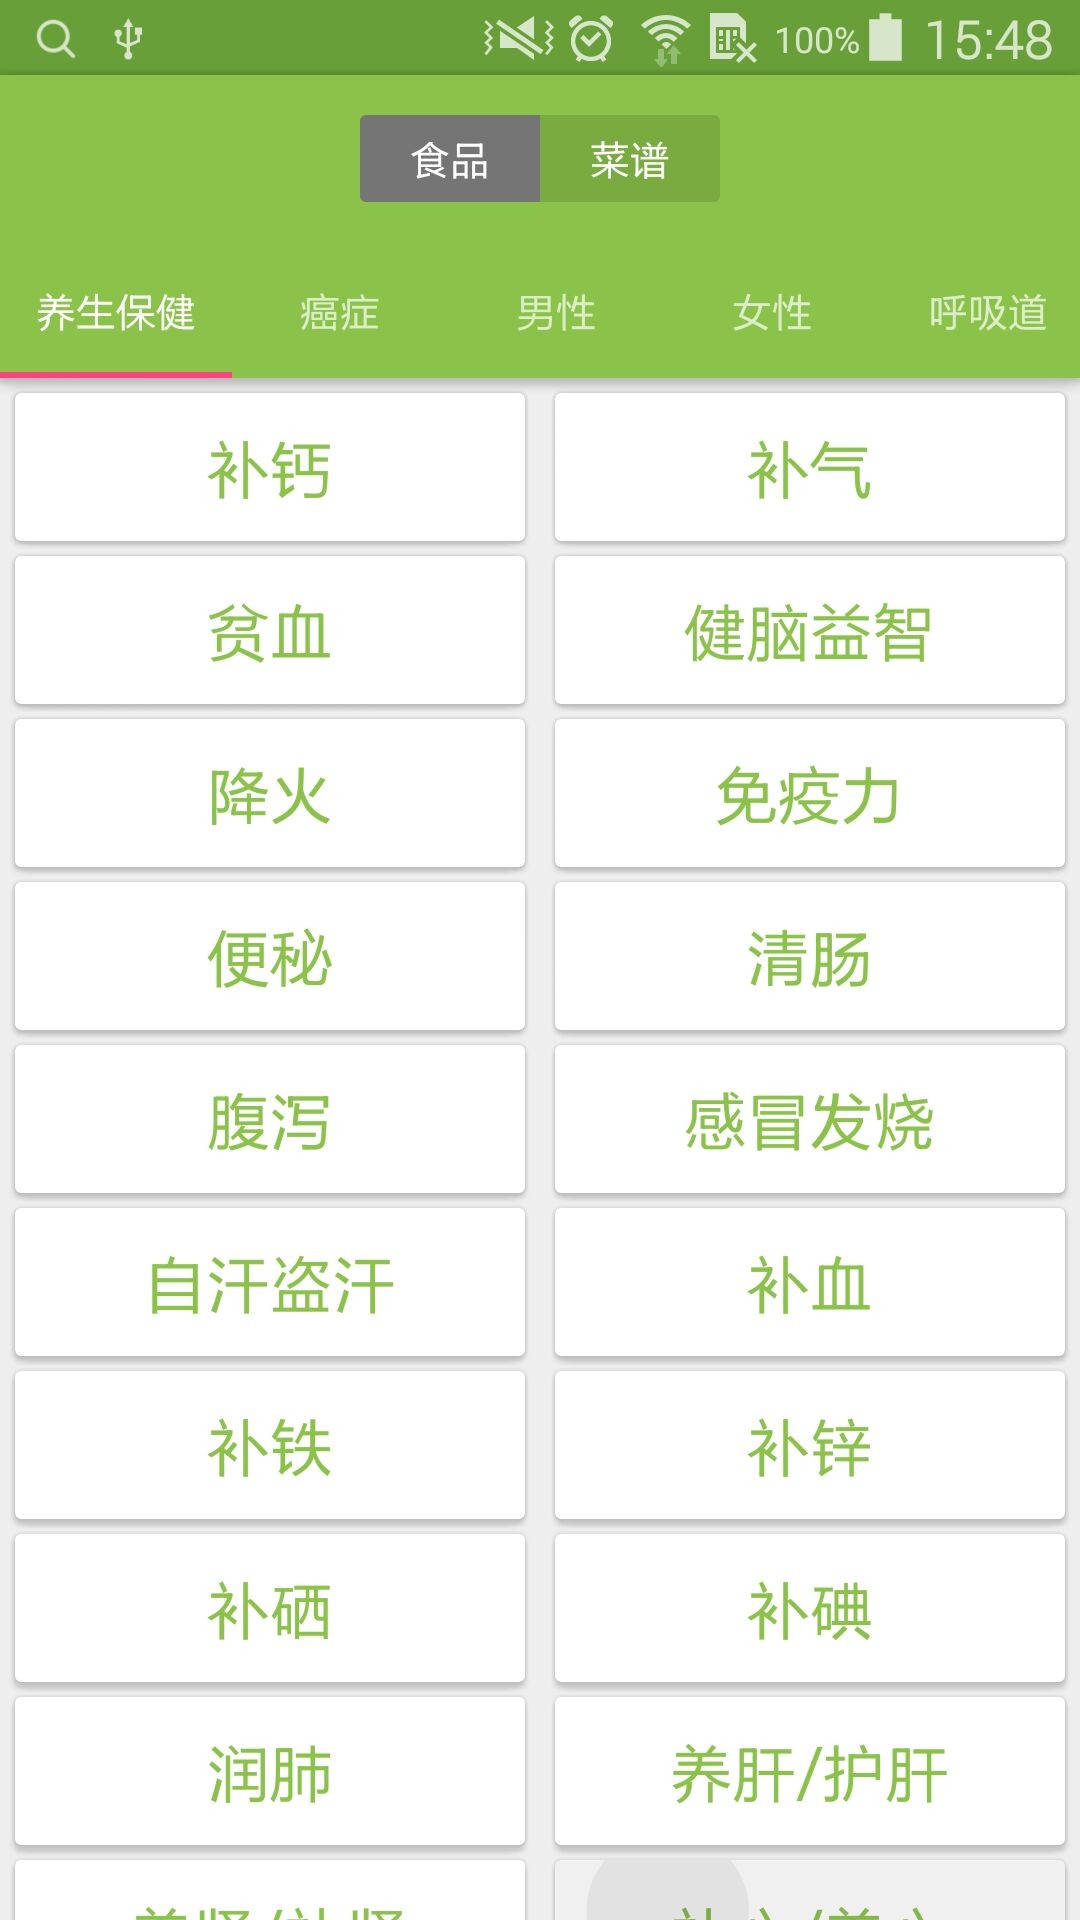 100% 15:48
食品 菜谱
养生保健 癌症 男性 女性 呼吸道
补钙 补气
贫血 健脑益智
降火 免疫力
便秘 清肠
腹泻 感冒发烧
自汗盗汗 补血
补铁 补锌
补硒 补碘
润肺 养肝/护肝